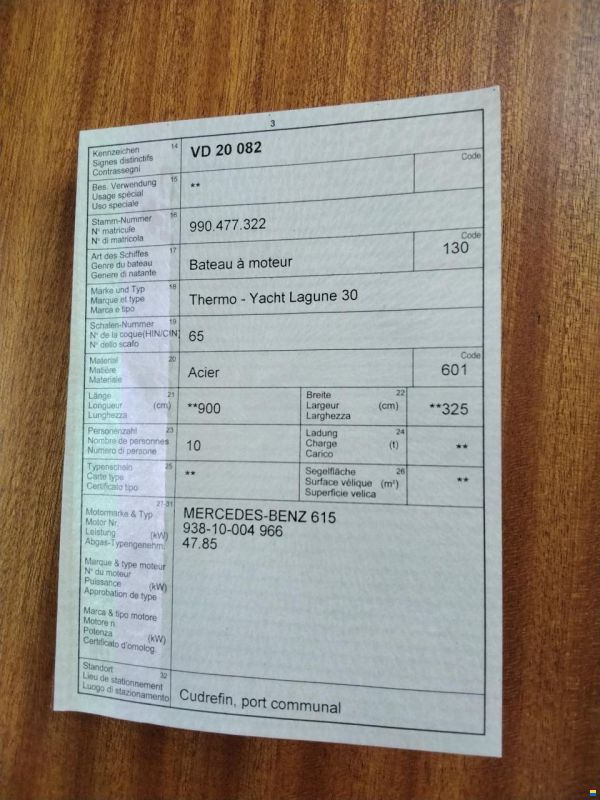 3
Kennzeichen 14
Signes distinctifs
Contrassegni
VD 20 082
Bes. Verwendung 15
Usage spécial
Uso speciale
**
Code
Stamm-Nummer 16
N° matricule
N° di matricola
990.477.322
Art des Schiffes 17
Genre du bateau
Genere di natante
Bateau à moteur
Code
130
Marke und Typ 18
Marque et type
Marca e tipo
Thermo - Yacht Lagune 30
Schalen-Nummer 19
N° de la coque(HIN/CIN)
N° dello scafo
65
Material 20
Matière
Materiale
Acier
Code
601
Länge 21
Longueur (cm)
Lunghezza
**900
Breite 22
Largeur (cm)
Larghezza
**325
Personenzahl 23
Nombre de personnes
Numero di persone
10
Ladung 24
Charge (t)
Carico
**
Typenschein 25
Carte type
Certificato tipo
**
Segelfläche 26
Surface vélique (m²)
Superficie velica
**
27-31
Motormarke & Typ
Motor Nr.
Leistung (kW)
Abgas-Typengenehm.
Marque & type moteur
N° du moteur
Puissance (kW)
Approbation de type
Marca & tipo motore
Motore n.
Potenza (kW)
Certificato d'omolog.
MERCEDES-BENZ 615
938-10-004 966
47.85
Standort 32
Lieu de stationnement
Luogo di stazionamento
Cudrefin, port communal